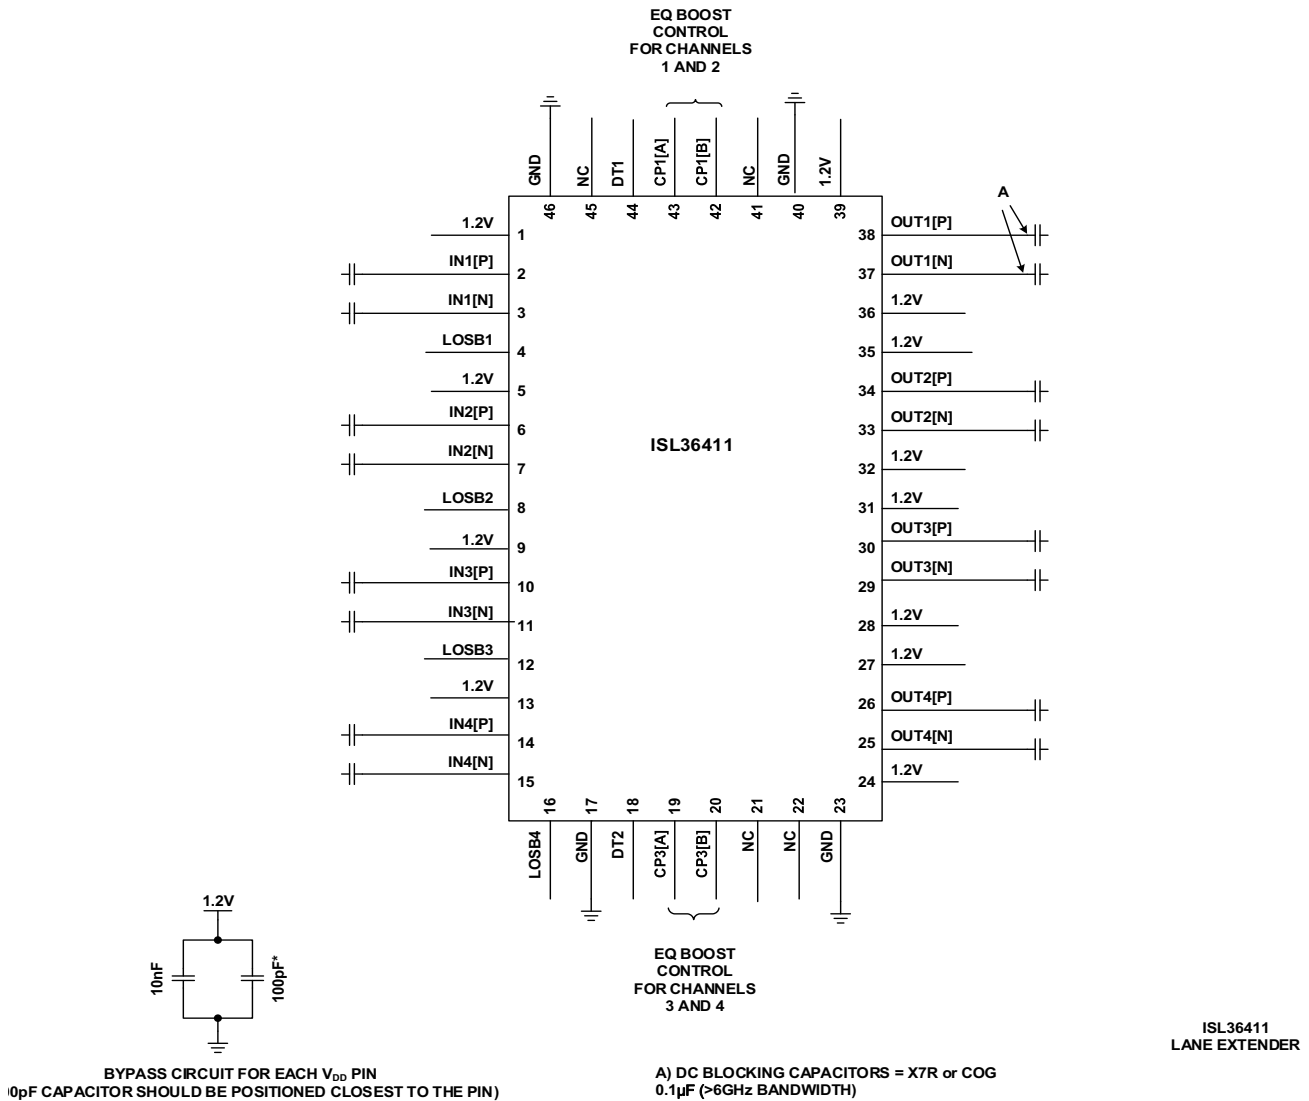 EQ BOOST
CONTROL
FOR CHANNELS
1 AND 2
GND
NC
DT1
CP1[A]
CP1[B]
NC
GND
1.2V
46
45
44
43
42
41
40
39
A
1.2V
1
IN1[P]
2
IN1[N]
3
LOSB1
4
1.2V
5
IN2[P]
6
IN2[N]
7
LOSB2
8
1.2V
9
IN3[P]
10
IN3[N]
11
LOSB3
12
1.2V
13
IN4[P]
14
IN4[N]
15
ISL36411
38
OUT1[P]
37
OUT1[N]
36
1.2V
35
1.2V
34
OUT2[P]
33
OUT2[N]
32
1.2V
31
1.2V
30
OUT3[P]
29
OUT3[N]
28
1.2V
27
1.2V
26
OUT4[P]
25
OUT4[N]
24
1.2V
16
17
18
19
20
21
22
23
LOSB4
GND
DT2
CP3[A]
CP3[B]
NC
NC
GND
EQ BOOST
CONTROL
FOR CHANNELS
3 AND 4
1.2V
10nF
100pF*
BYPASS CIRCUIT FOR EACH VDD PIN
0pF CAPACITOR SHOULD BE POSITIONED CLOSEST TO THE PIN)
A) DC BLOCKING CAPACITORS = X7R or COG
0.1µF (>6GHz BANDWIDTH)
ISL36411
LANE EXTENDER